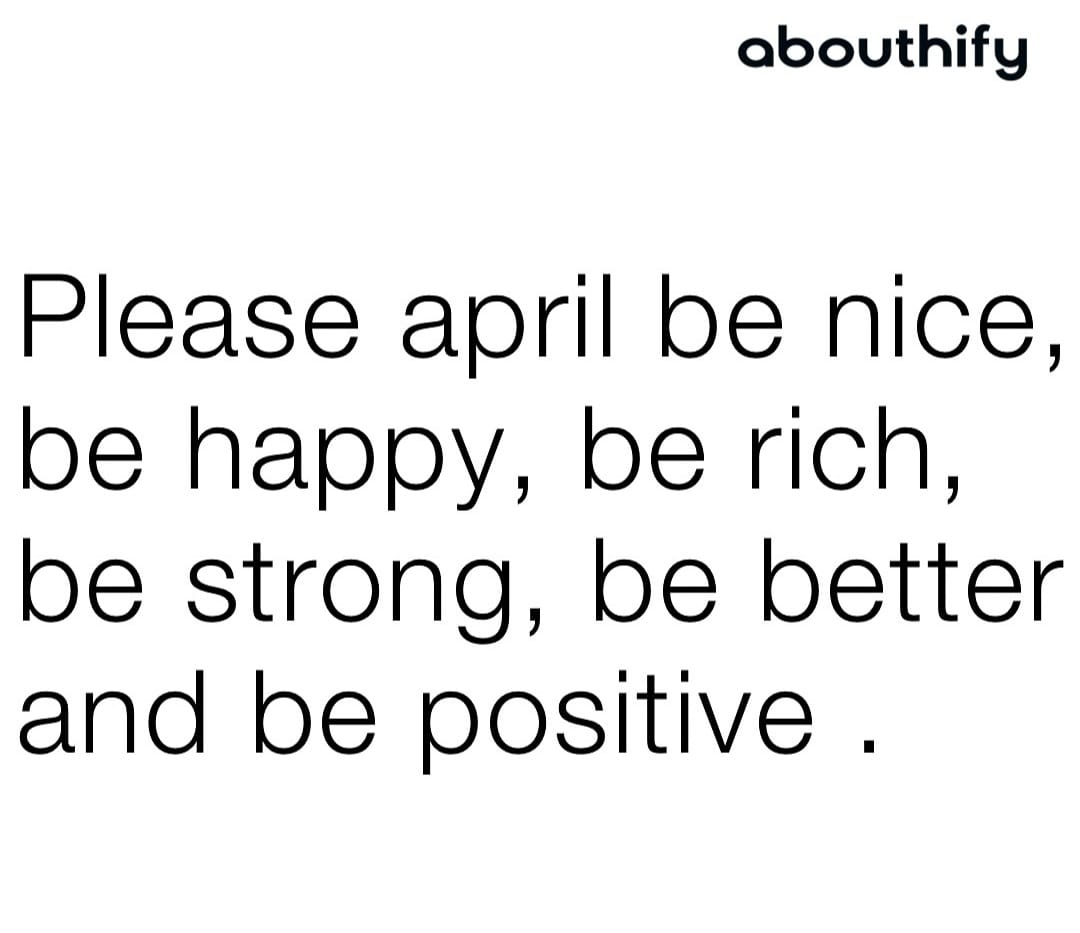 abouthify
Please april be nice,
be happy, be rich,
be strong, be better
and be positive .